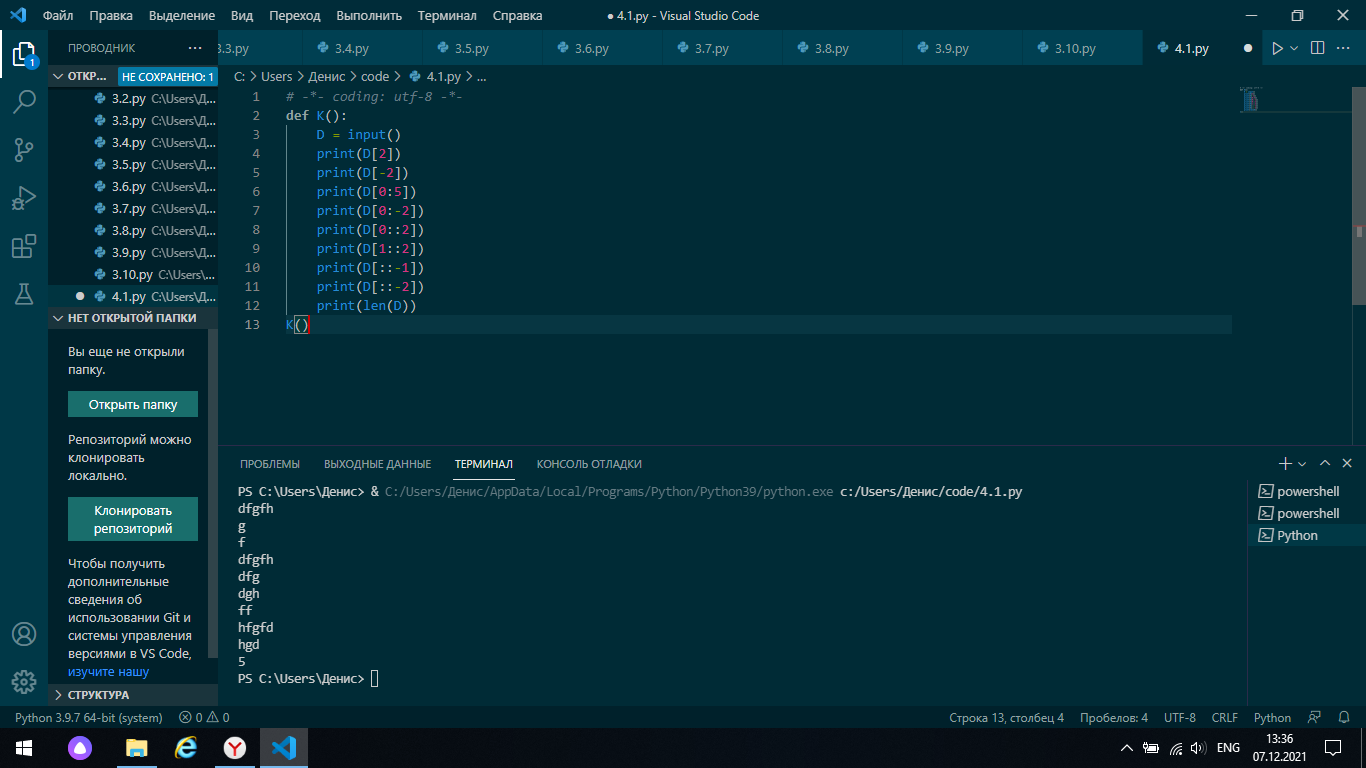 Файл Правка Выделение Вид Переход Выполнить Терминал Справка ● 4.1.py - Visual Studio Code
ПРОВОДНИК ··· 3.3.py 3.4.py 3.5.py 3.6.py 3.7.py 3.8.py 3.9.py 3.10.py 4.1.py
1
ОТКР... НЕ СОХРАНЕНО: 1
C: > Users > Денис > code > 4.1.py > ...
3.2.py C:\Users\Д...
3.3.py C:\Users\Д...
3.4.py C:\Users\Д...
3.5.py C:\Users\Д...
3.6.py C:\Users\Д...
3.7.py C:\Users\Д...
3.8.py C:\Users\Д...
3.9.py C:\Users\Д...
3.10.py C:\Users\...
4.1.py C:\Users\Д...
НЕТ ОТКРЫТОЙ ПАПКИ
Вы еще не открыли
папку.
Открыть папку
Репозиторий можно
клонировать
локально.
Клонировать
репозиторий
Чтобы получить
дополнительные
сведения об
использовании Git и
системы управления
версиями в VS Code,
изучите нашу
СТРУКТУРА
1 # -*- coding: utf-8 -*-
2 def K():
3 D = input()
4 print(D[2])
5 print(D[-2])
6 print(D[0:5])
7 print(D[0:-2])
8 print(D[0::2])
9 print(D[1::2])
10 print(D[::-1])
11 print(D[::-2])
12 print(len(D))
13 K()
ПРОБЛЕМЫ ВЫХОДНЫЕ ДАННЫЕ ТЕРМИНАЛ КОНСОЛЬ ОТЛАДКИ
PS C:\Users\Денис> & C:/Users/Денис/AppData/Local/Programs/Python/Python39/python.exe c:/Users/Денис/code/4.1.py
dfgfh
g
f
dfgfh
dfg
dgh
ff
hfgfd
hgd
5
PS C:\Users\Денис>
powershell
powershell
Python
Python 3.9.7 64-bit (system) 0 0 Строка 13, столбец 4 Пробелов: 4 UTF-8 CRLF Python
ENG 13:36
07.12.2021